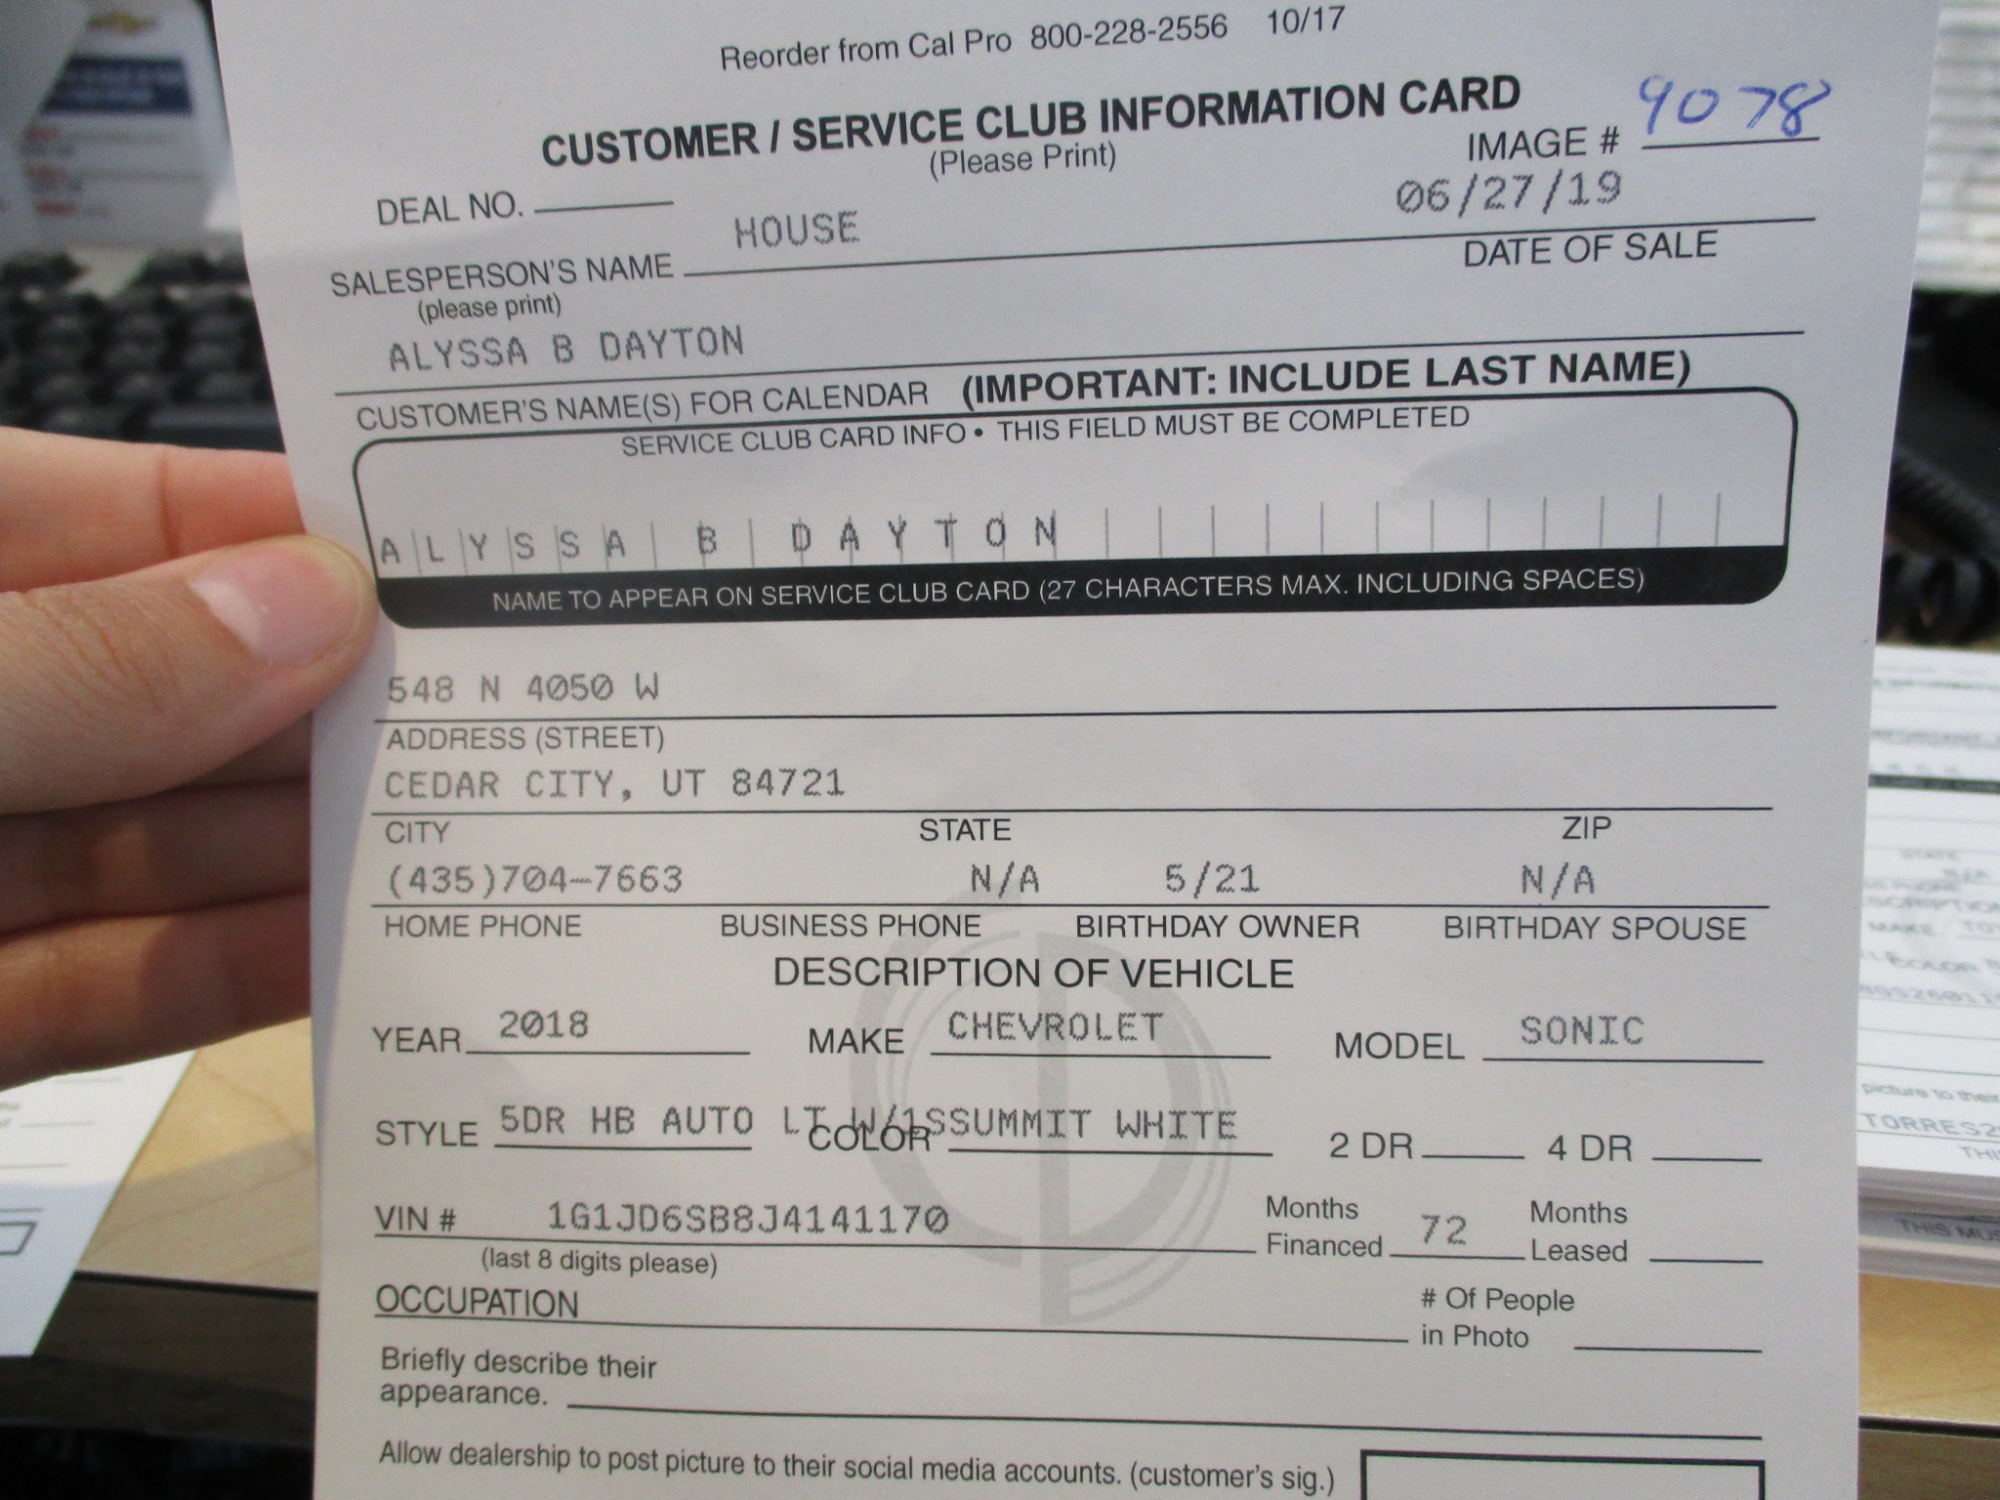 Reorder from Cal Pro 800-228-2556 10/17
CUSTOMER / SERVICE CLUB INFORMATION CARD
(Please Print)
IMAGE # 9078
DEAL NO.
06/27/19
HOUSE
SALESPERSON'S NAME
DATE OF SALE
(please print)
ALYSSA B DAYTON
CUSTOMER'S NAME(S) FOR CALENDAR (IMPORTANT: INCLUDE LAST NAME)
SERVICE CLUB CARD INFO • THIS FIELD MUST BE COMPLETED
ALYSSA B DAYTON
NAME TO APPEAR ON SERVICE CLUB CARD (27 CHARACTERS MAX. INCLUDING SPACES)
548 N 4050 W
ADDRESS (STREET)
CEDAR CITY, UT 84721
CITY STATE ZIP
(435)704-7663 N/A 5/21 N/A
HOME PHONE BUSINESS PHONE BIRTHDAY OWNER BIRTHDAY SPOUSE
DESCRIPTION OF VEHICLE
YEAR 2018 MAKE CHEVROLET MODEL SONIC
STYLE 5DR HB AUTO LT W/1SSUMMIT WHITE
COLOR 2 DR 4 DR
VIN # 1G1JD6SB8J4141170 Months Financed 72 Months Leased
(last 8 digits please)
OCCUPATION # Of People in Photo
Briefly describe their
appearance.
Allow dealership to post picture to their social media accounts. (customer's sig.)